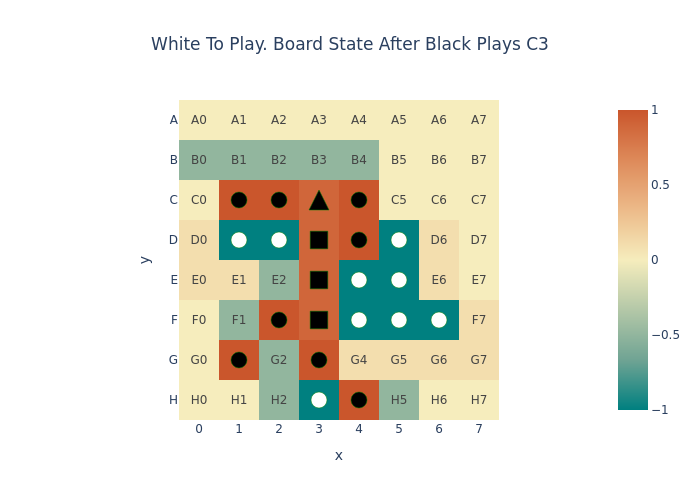 White To Play. Board State After Black Plays C3
A A0 A1 A2 A3 A4 A5 A6 A7
B B0 B1 B2 B3 B4 B5 B6 B7
C C0 C5 C6 C7
D D0 D6 D7
E E0 E1 E2 E6 E7
F F0 F1 F7
G G0 G2 G4 G5 G6 G7
H H0 H1 H2 H5 H6 H7
0 1 2 3 4 5 6 7
x
y
1
0.5
0
−0.5
−1